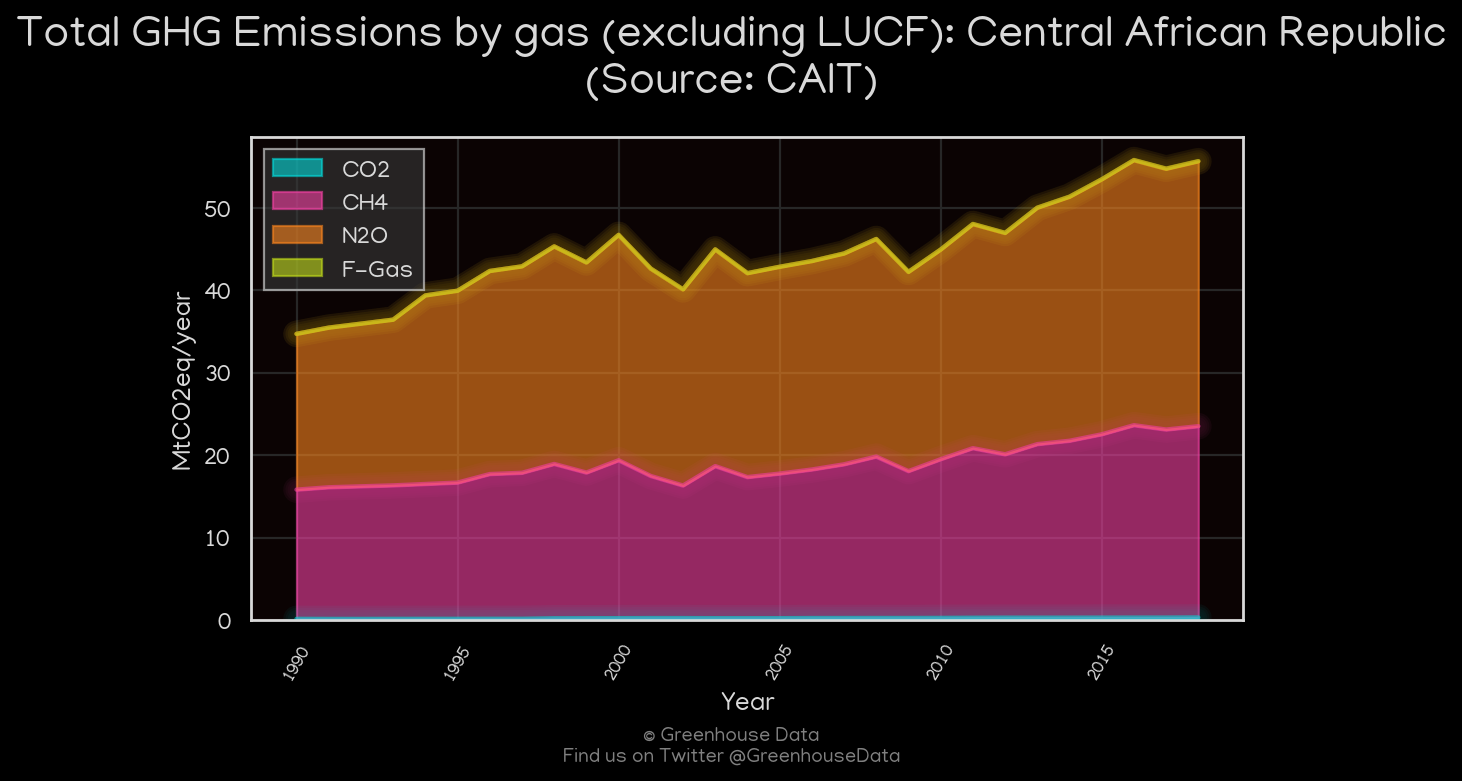 Total GHG Emissions by gas (excluding LUCF): Central African Republic
(Source: CAIT)
CO2
CH4
N2O
F-Gas
MtCO2eq/year
50
40
30
20
10
0
1990
1995
2000
2005
2010
2015
Year
© Greenhouse Data
Find us on Twitter @GreenhouseData